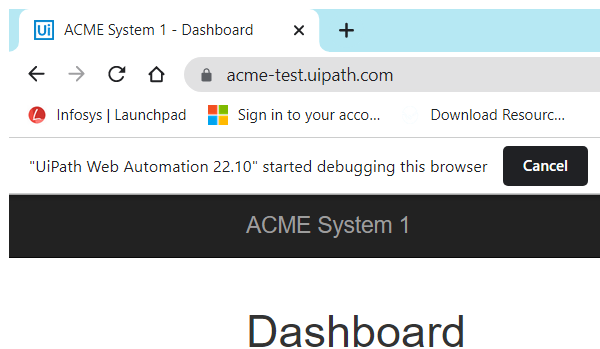 Ui ACME System 1 - Dashboard
acme-test.uipath.com
Infosys | Launchpad Sign in to your acco... Download Resourc...
"UiPath Web Automation 22.10" started debugging this browser Cancel
ACME System 1
Dashboard